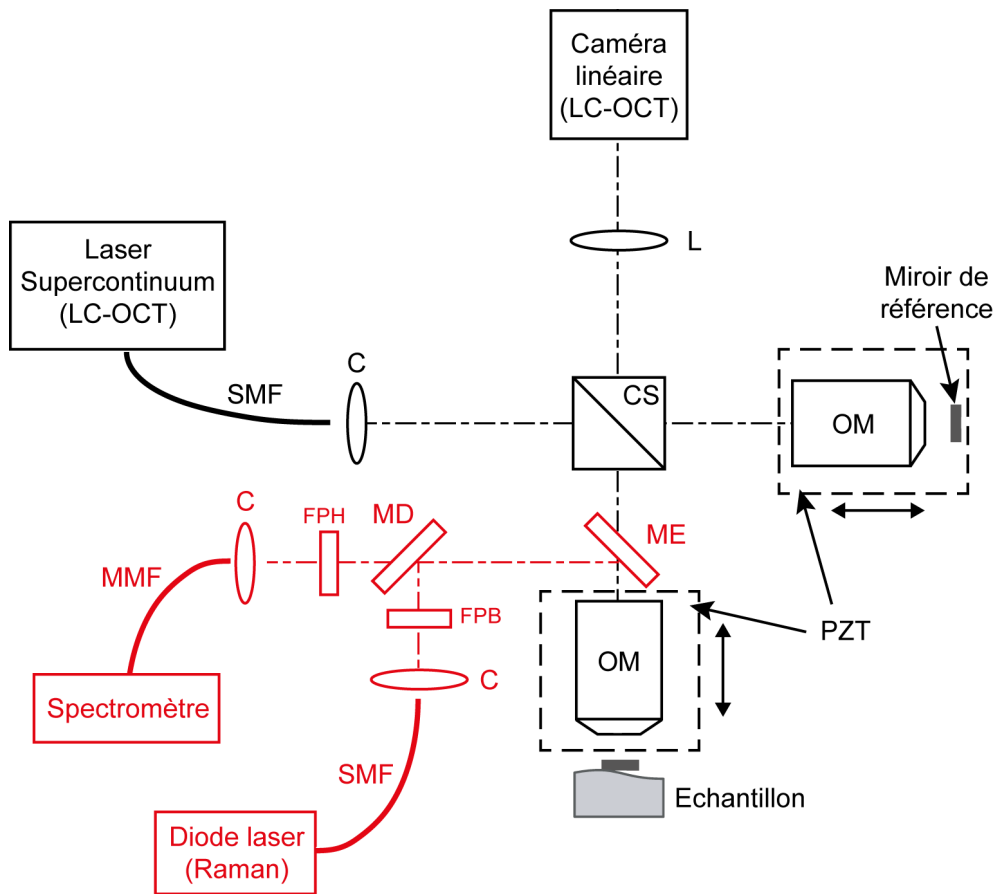 Caméra
linéaire
(LC-OCT)
L
Laser
Supercontinuum
(LC-OCT)
Miroir de
référence
C
SMF
CS
OM
C
FPH
MD
ME
MMF
FPB
PZT
OM
C
Spectromètre
SMF
Echantillon
Diode laser
(Raman)